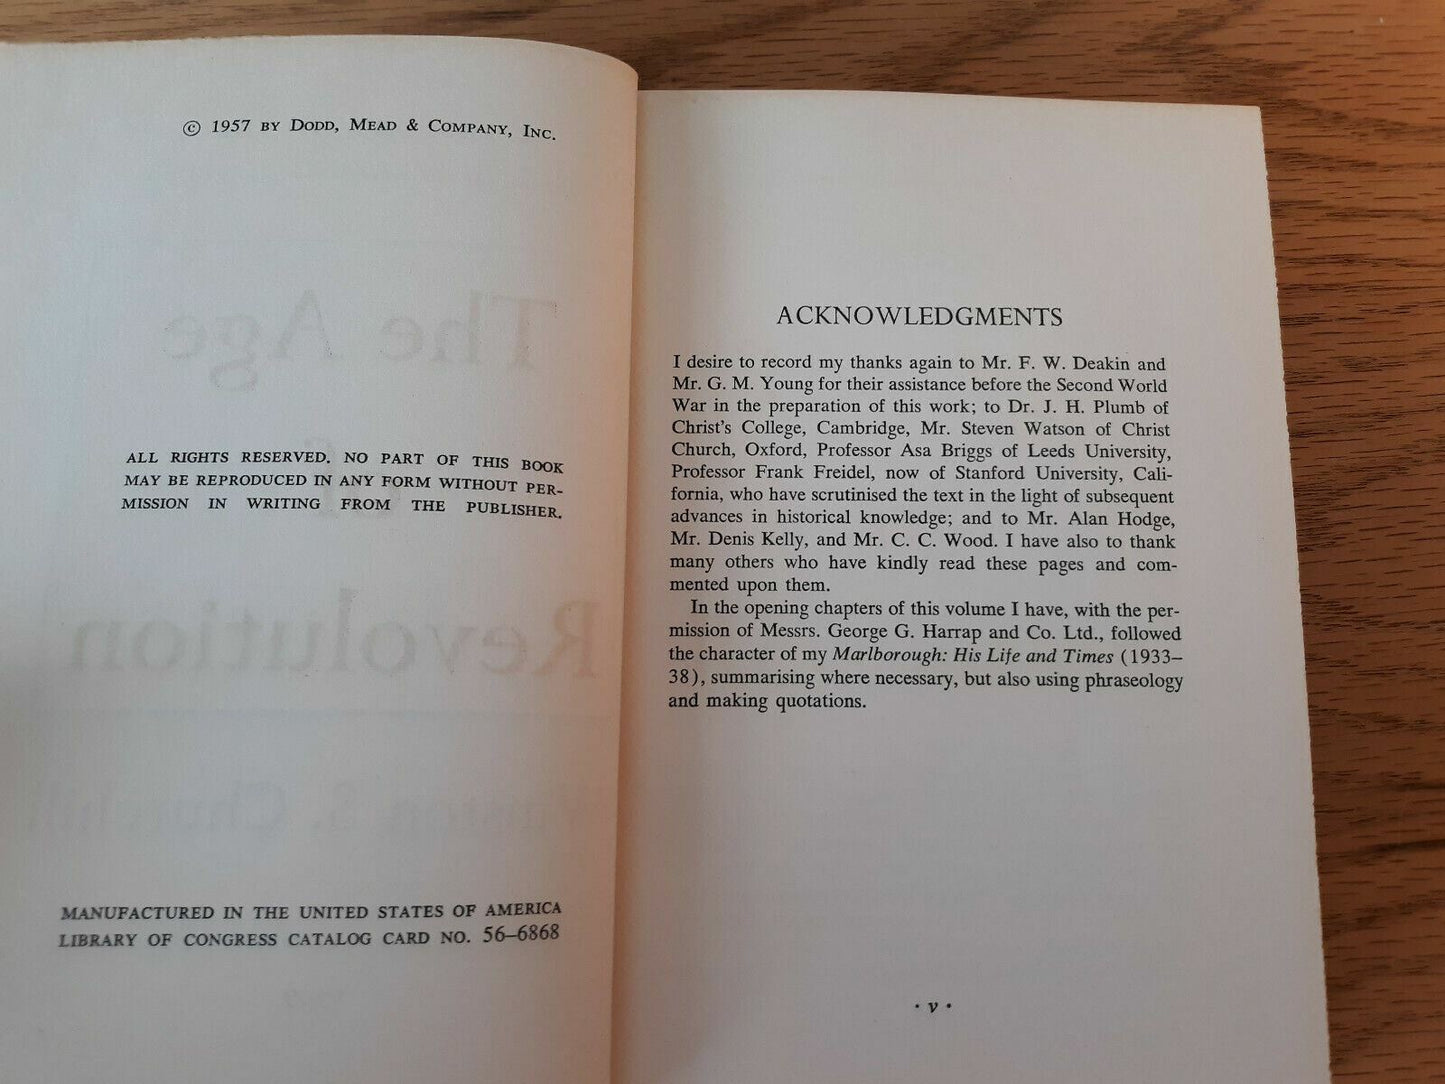 © 1957 BY DODD, MEAD & COMPANY, INC.
The Age
ALL RIGHTS RESERVED. NO PART OF THIS BOOK
MAY BE REPRODUCED IN ANY FORM WITHOUT PER-
MISSION IN WRITING FROM THE PUBLISHER.
Revolution
S. Churchill
MANUFACTURED IN THE UNITED STATES OF AMERICA
LIBRARY OF CONGRESS CATALOG CARD NO. 56–6868
ACKNOWLEDGMENTS
I desire to record my thanks again to Mr. F. W. Deakin and
Mr. G. M. Young for their assistance before the Second World
War in the preparation of this work; to Dr. J. H. Plumb of
Christ's College, Cambridge, Mr. Steven Watson of Christ
Church, Oxford, Professor Asa Briggs of Leeds University,
Professor Frank Freidel, now of Stanford University, Cali-
fornia, who have scrutinised the text in the light of subsequent
advances in historical knowledge; and to Mr. Alan Hodge,
Mr. Denis Kelly, and Mr. C. C. Wood. I have also to thank
many others who have kindly read these pages and com-
mented upon them.
In the opening chapters of this volume I have, with the per-
mission of Messrs. George G. Harrap and Co. Ltd., followed
the character of my Marlborough: His Life and Times (1933–
38), summarising where necessary, but also using phraseology
and making quotations.
· v ·